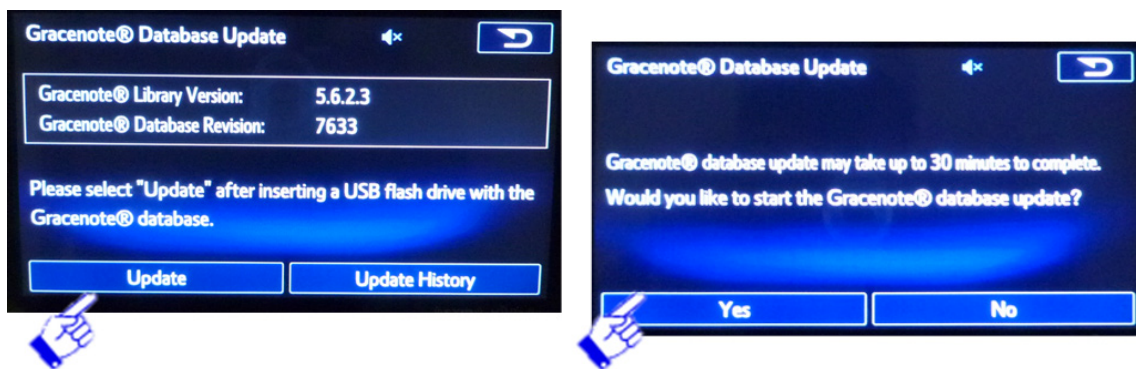 Gracenote® Database Update
Gracenote® Library Version: 5.6.2.3
Gracenote® Database Revision: 7633
Please select "Update" after inserting a USB flash drive with the
Gracenote® database.
Update Update History
Gracenote® Database Update
Gracenote® database update may take up to 30 minutes to complete.
Would you like to start the Gracenote® database update?
Yes No